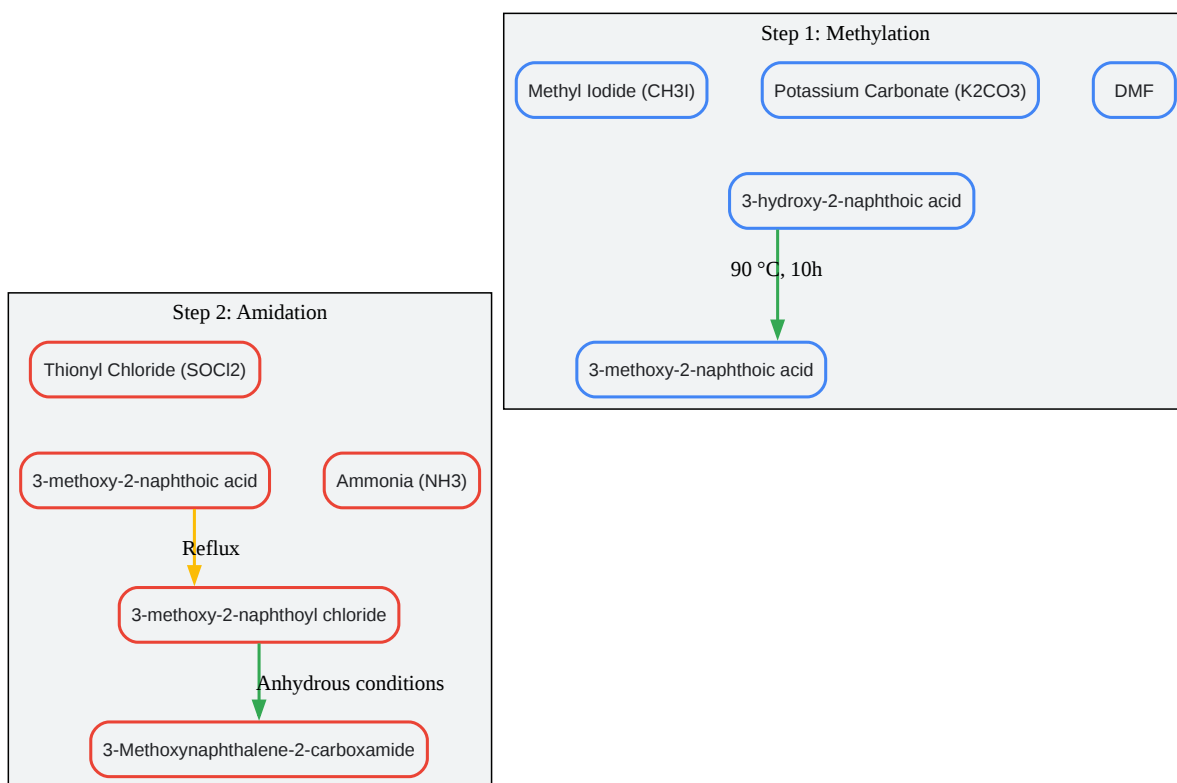 Step 1: Methylation
Methyl Iodide (CH3I)
Potassium Carbonate (K2CO3)
DMF
3-hydroxy-2-naphthoic acid
90 °C, 10h
3-methoxy-2-naphthoic acid
Step 2: Amidation
Thionyl Chloride (SOCl2)
3-methoxy-2-naphthoic acid
Ammonia (NH3)
Reflux
3-methoxy-2-naphthoyl chloride
Anhydrous conditions
3-Methoxynaphthalene-2-carboxamide